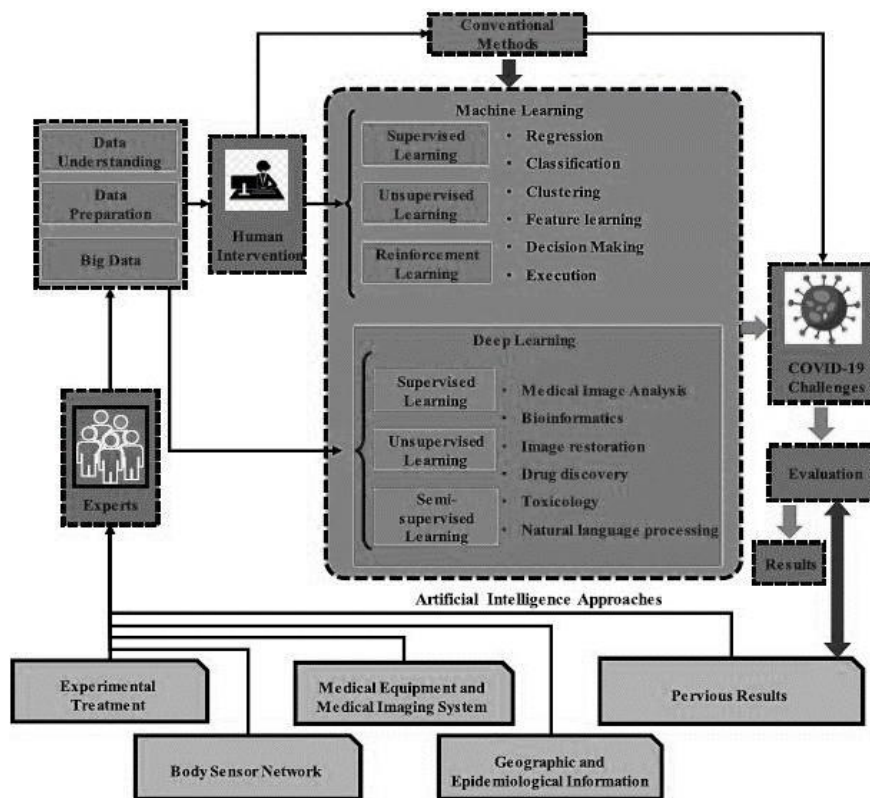 Conventional
Methods
Machine Learning
Supervised
Learning
Unsupervised
Learning
Reinforcement
Learning
• Regression
• Classification
• Clustering
• Feature learning
• Decision Making
• Execution
Data
Understanding
Data
Preparation
Big Data
Human
Intervention
COVID-19
Challenges
Deep Learning
Supervised
Learning
Unsupervised
Learning
Semi-
supervised
Learning
• Medical Image Analysis
• Bioinformatics
• Image restoration
• Drug discovery
• Toxicology
• Natural language processing
Experts
Evaluation
Results
Artificial Intelligence Approaches
Experimental
Treatment
Medical Equipment and
Medical Imaging System
Pervious Results
Body Sensor Network
Geographic and
Epidemiological Information